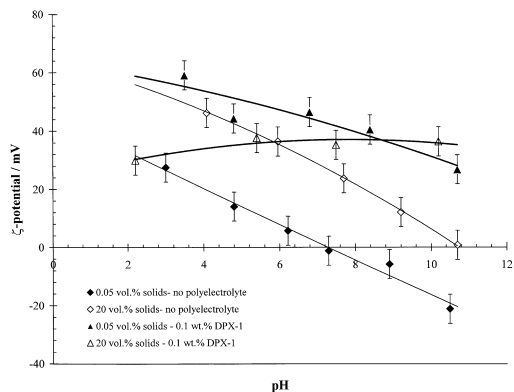 80
60
40
20
0
-20
-40
0
2
4
6
8
10
12
ζ-potential / mV
pH
0.05 vol.% solids- no polyelectrolyte
20 vol.% solids- no polyelectrolyte
0.05 vol.% solids - 0.1 wt.% DPX-1
20 vol.% solids - 0.1 wt.% DPX-1